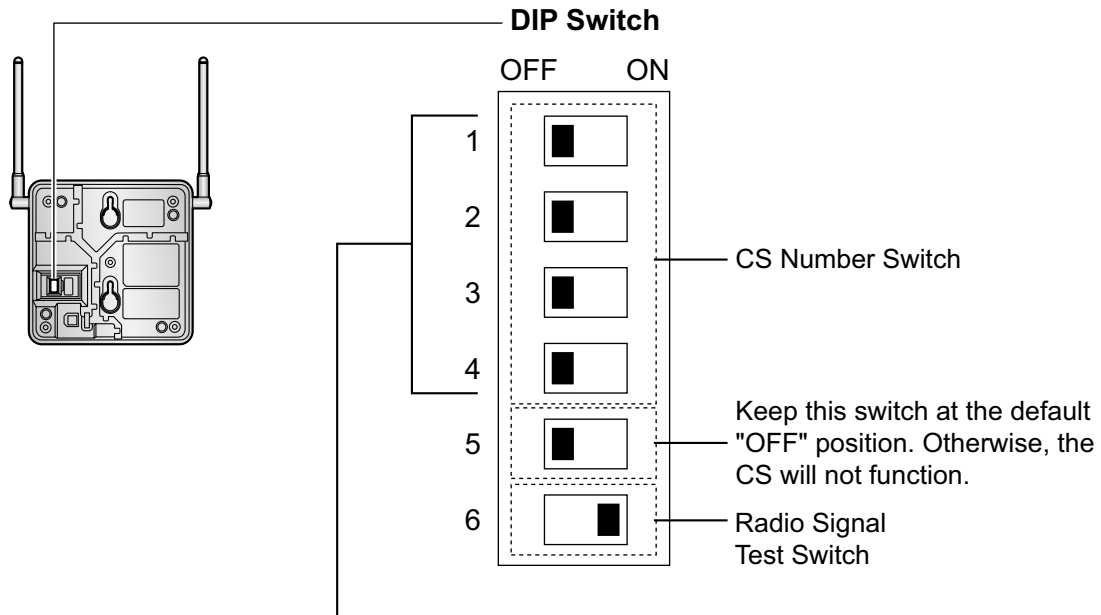 DIP Switch
OFF ON
1
2
3
4
5
6
CS Number Switch
Keep this switch at the default
"OFF" position. Otherwise, the
CS will not function.
Radio Signal
Test Switch